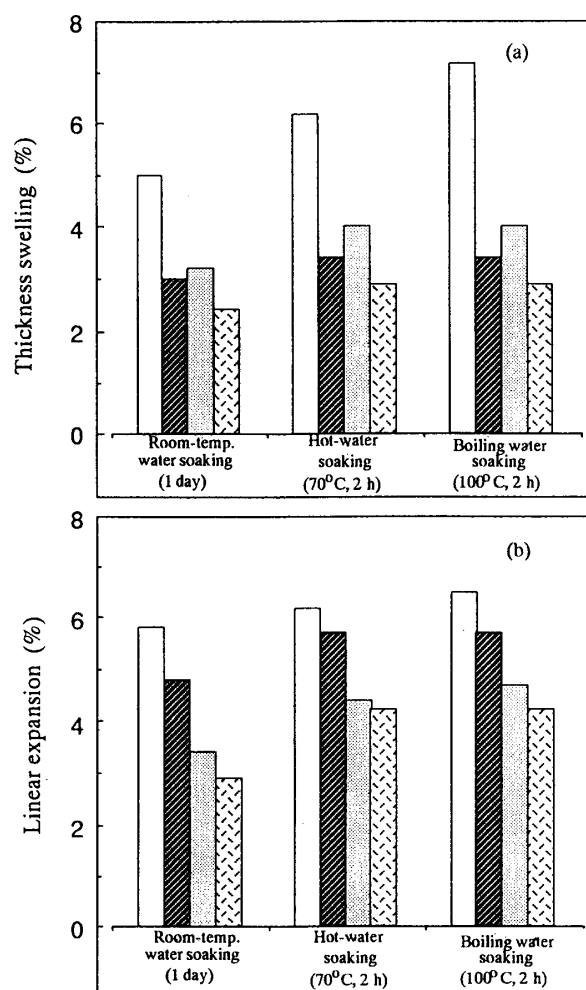 (a)
Thickness swelling (%)
8
6
4
2
0
Room-temp.
water soaking
(1 day)
Hot-water
soaking
(70°C, 2 h)
Boiling water
soaking
(100°C, 2 h)
(b)
Linear expansion (%)
8
6
4
2
0
Room-temp.
water soaking
(1 day)
Hot-water
soaking
(70°C, 2 h)
Boiling water
soaking
(100°C, 2 h)